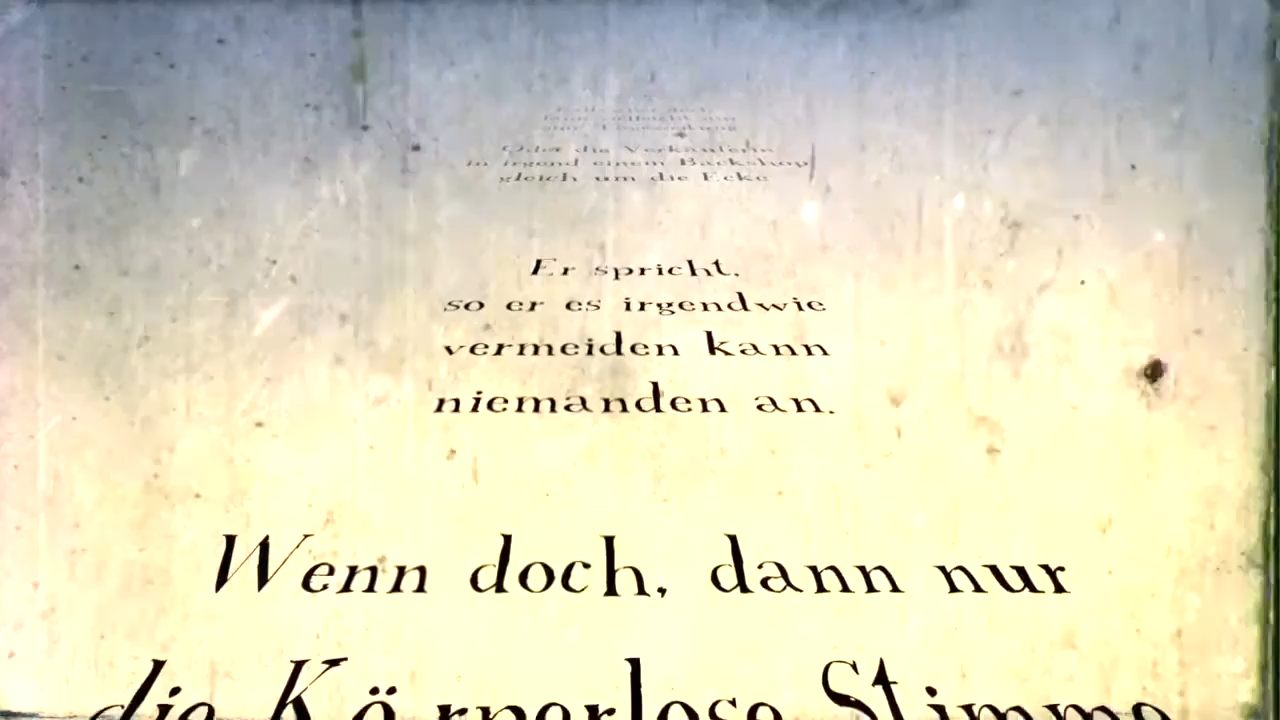 Oder die Verkäuferin
in irgend einem Backshop
gleich um die Ecke
Er spricht,
so er es irgendwie
vermeiden kann
niemanden an.
Wenn doch, dann nur
die Körperlose Stimme